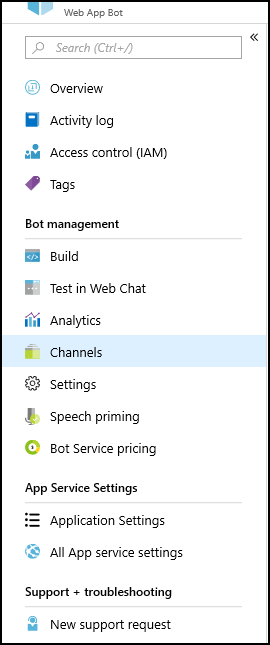 Web App Bot
Search (Ctrl+/)
Overview
Activity log
Access control (IAM)
Tags
Bot management
Build
Test in Web Chat
Analytics
Channels
Settings
Speech priming
Bot Service pricing
App Service Settings
Application Settings
All App service settings
Support + troubleshooting
New support request